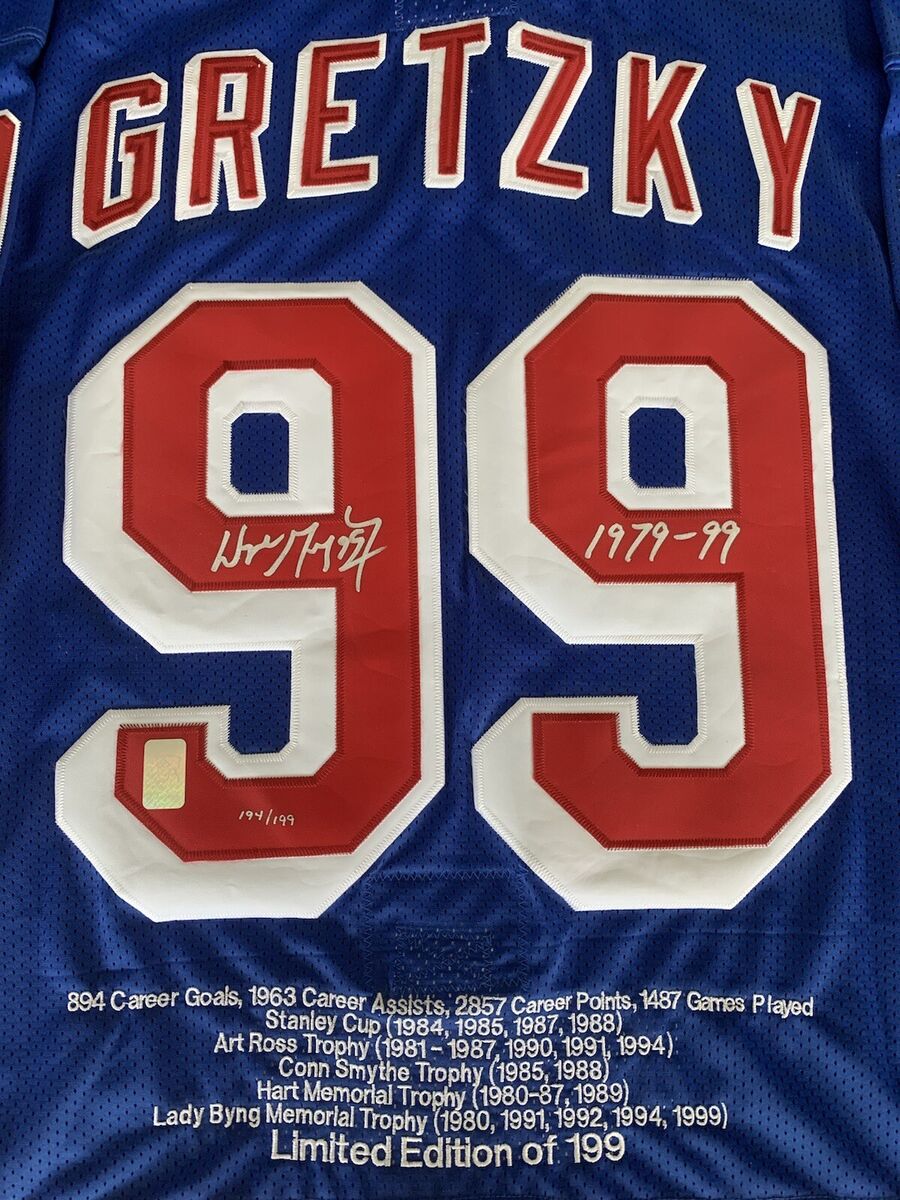 GRETZKY
99
Wayne Gretzky
1979-99
194/199
894 Career Goals, 1963 Career Assists, 2857 Career Points, 1487 Games Played
Stanley Cup (1984, 1985, 1987, 1988)
Art Ross Trophy (1981 - 1987, 1990, 1991, 1994)
Conn Smythe Trophy (1985, 1988)
Hart Memorial Trophy (1980-87, 1989)
Lady Byng Memorial Trophy (1980, 1991, 1992, 1994, 1999)
Limited Edition of 199